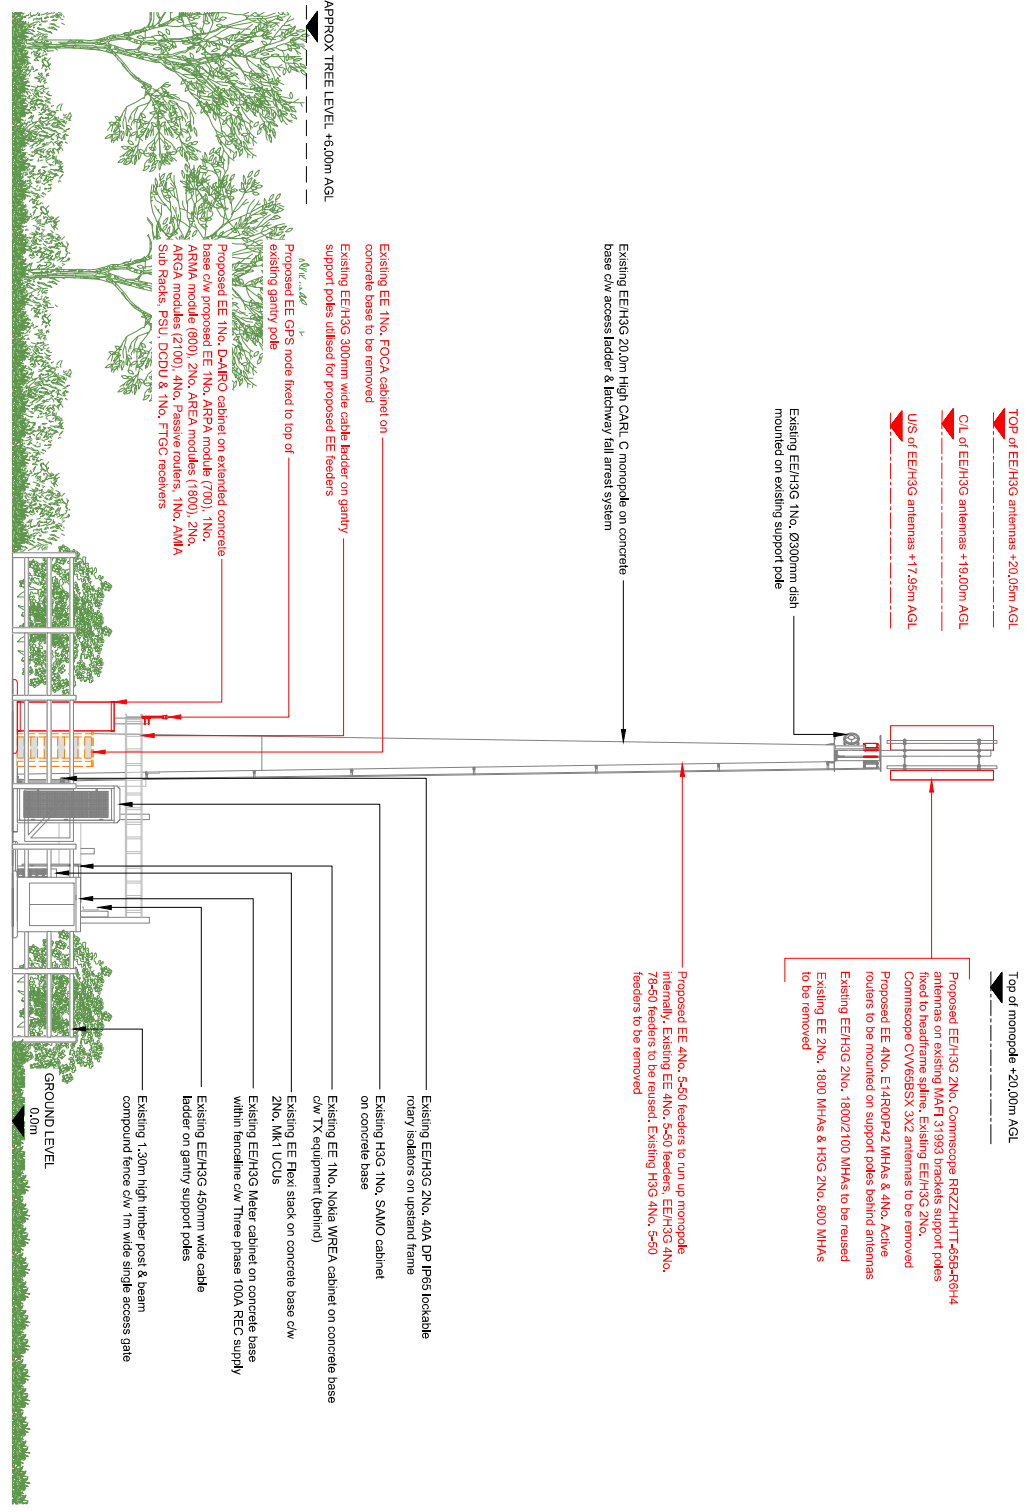 TOP of EE/H3G antennas +20.05m AGL
C/L of EE/H3G antennas +19.00m AGL
U/S of EE/H3G antennas +17.95m AGL
Top of monopole +20.00m AGL
Existing EE/H3G 1No. Ø300mm dish
mounted on existing support pole
Existing EE/H3G 20.0m High CARL C monopole on concrete
base c/w access ladder & latchway fall arrest system
APPROX TREE LEVEL +6.00m AGL
Existing EE 1No. FOCA cabinet on
concrete base to be removed
Existing EE/H3G 300mm wide cable ladder on gantry
support poles utilised for proposed EE feeders
Proposed EE GPS node fixed to top of
existing gantry pole
Proposed EE 1No. D-AIRO cabinet on extended concrete
base c/w proposed EE 1No. ARPA module (700), 1No.
ARMA module (800), 2No. AREA modules (1800), 2No.
ARGA modules (2100), 4No. Passive routers, 1No. AMIA
Sub Racks, PSU, DCDU & 1No. FTGC receivers
Proposed EE/H3G 2No. Commscope RRZZHHTT-65B-R6H4
antennas on existing MAFI 31993 brackets support poles
fixed to headframe spline. Existing EE/H3G 2No.
Commscope CVV65BSX 3X2 antennas to be removed
Proposed EE 4No. E14R00P42 MHAs & 4No. Active
routers to be mounted on support poles behind antennas
Existing EE/H3G 2No. 1800/2100 MHAs to be reused
Existing EE 2No. 1800 MHAs & H3G 2No. 800 MHAs
to be removed
Proposed EE 4No. 5-50 feeders to run up monopole
internally. Existing EE 4No. 5-50 feeders, EE/H3G 4No.
78-50 feeders to be reused. Existing H3G 4No. 5-50
feeders to be removed
Existing EE/H3G 2No. 40A DP IP65 lockable
rotary isolators on upstand frame
Existing H3G 1No. SAMO cabinet
on concrete base
Existing EE 1No. Nokia WREA cabinet on concrete base
c/w TX equipment (behind)
Existing EE Flexi stack on concrete base c/w
2No. Mk1 UCUs
Existing EE/H3G Meter cabinet on concrete base
within fenceline c/w Three phase 100A REC supply
Existing EE/H3G 450mm wide cable
ladder on gantry support poles
Existing 1.30m high timber post & beam
compound fence c/w 1m wide single access gate
GROUND LEVEL
0.0m